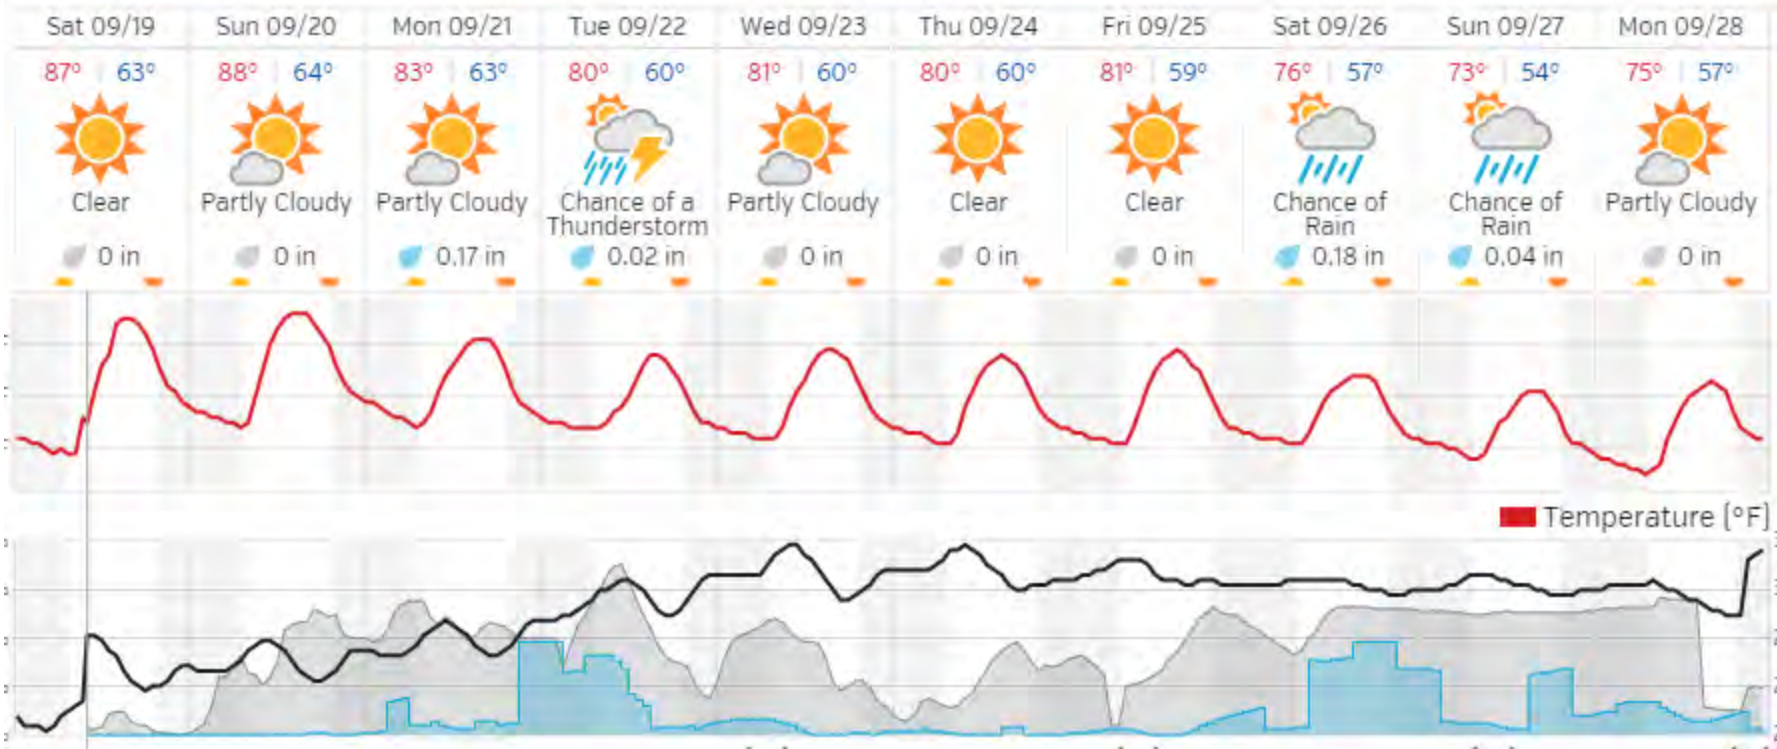 Sat 09/19 Sun 09/20 Mon 09/21 Tue 09/22 Wed 09/23 Thu 09/24 Fri 09/25 Sat 09/26 Sun 09/27 Mon 09/28
87° | 63° 88° | 64° 83° | 63° 80° | 60° 81° | 60° 80° | 60° 81° | 59° 76° | 57° 73° | 54° 75° | 57°
Clear Partly Cloudy Partly Cloudy Chance of a Partly Cloudy Clear Clear Chance of Chance of Partly Cloudy
Thunderstorm Rain Rain
0 in 0 in 0.17 in 0.02 in 0 in 0 in 0 in 0.18 in 0.04 in 0 in
Temperature (°F)